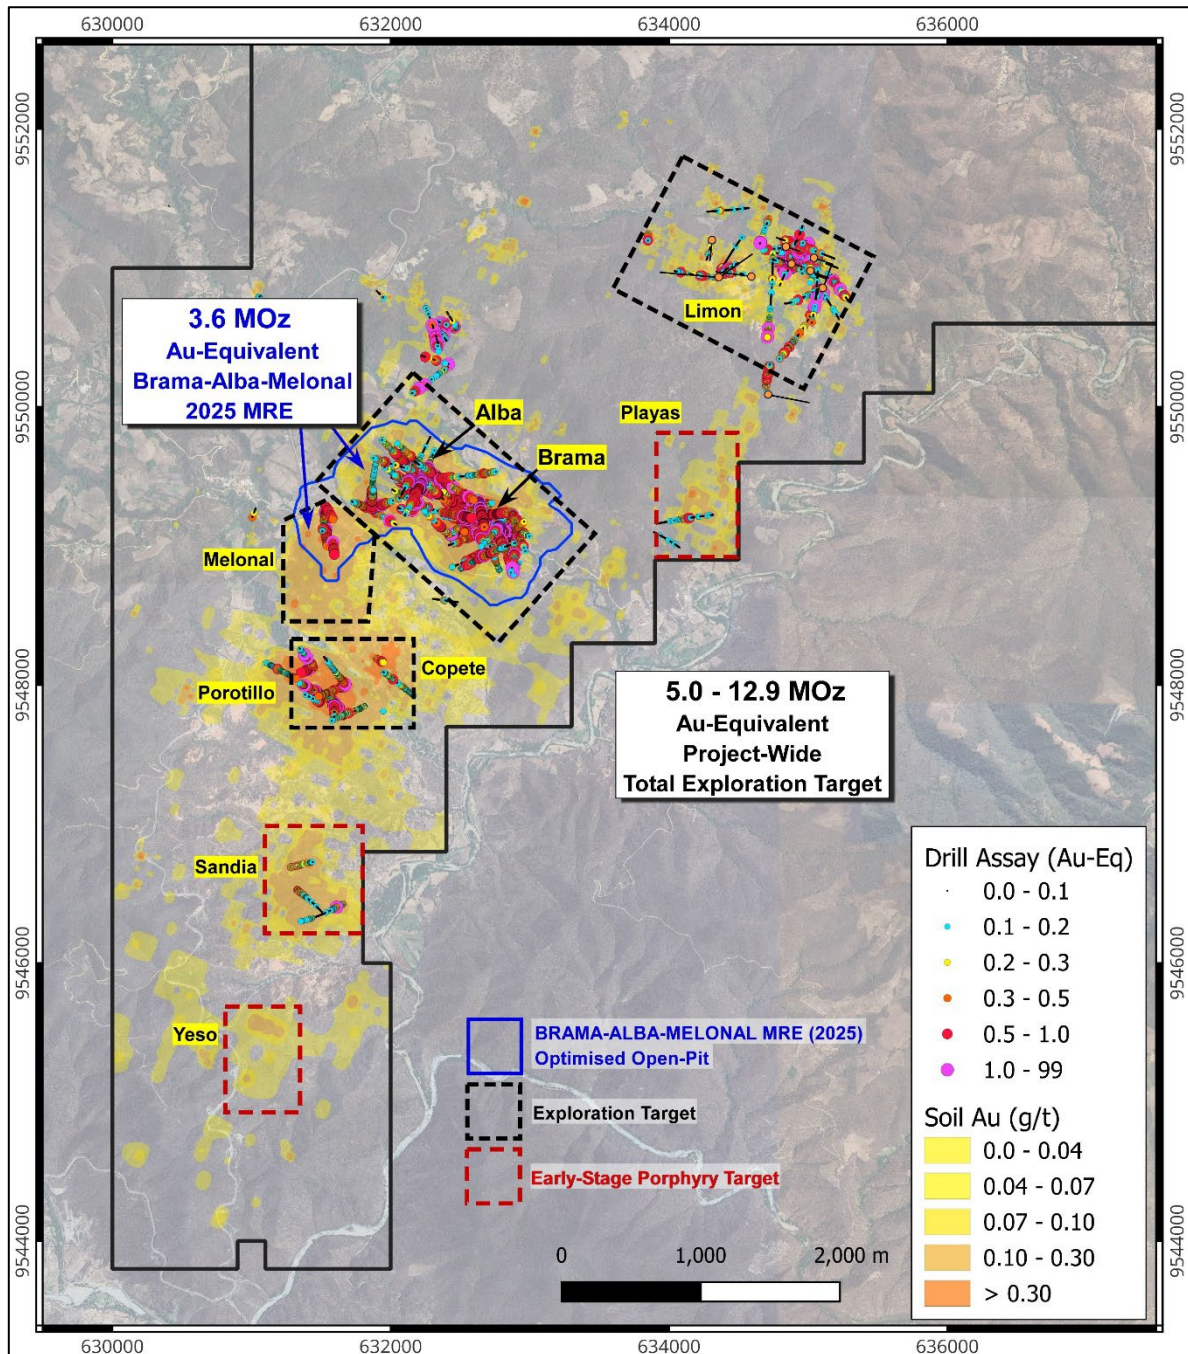 630000
632000
634000
636000
9552000
9552000
Limon
3.6 MOz
Au-Equivalent
Brama-Alba-Melonal
2025 MRE
9550000
9550000
Alba
Playas
Brama
Melonal
Copete
Porotillo
9548000
9548000
5.0 - 12.9 MOz
Au-Equivalent
Project-Wide
Total Exploration Target
Sandia
9546000
9546000
Yeso
BRAMA-ALBA-MELONAL MRE (2025)
Optimised Open-Pit
Exploration Target
Early-Stage Porphyry Target
Drill Assay (Au-Eq)
0.0 - 0.1
0.1 - 0.2
0.2 - 0.3
0.3 - 0.5
0.5 - 1.0
1.0 - 99
Soil Au (g/t)
0.0 - 0.04
0.04 - 0.07
0.07 - 0.10
0.10 - 0.30
> 0.30
9544000
9544000
0
1,000
2,000 m
630000
632000
634000
636000